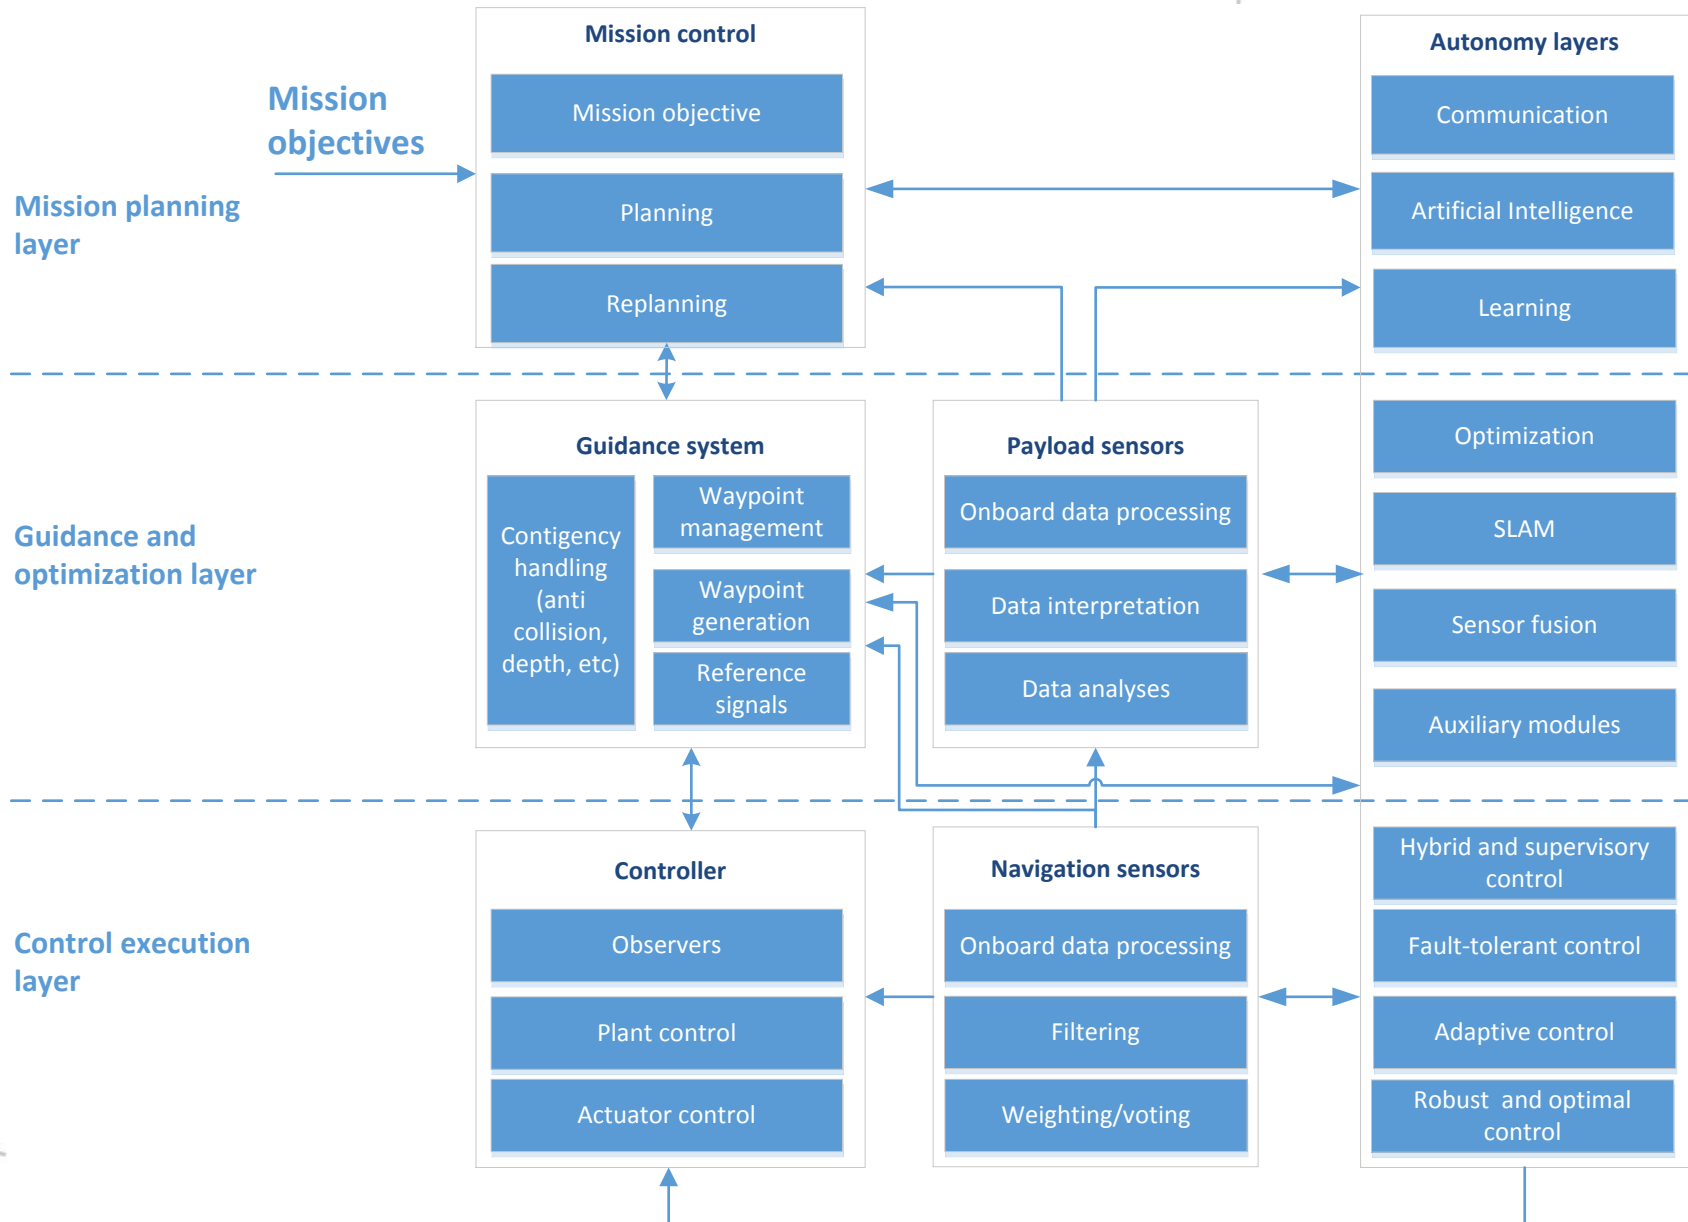 Mission control
Mission objective
Planning
Replanning
Mission
objectives
Mission planning
layer
Autonomy layers
Communication
Artificial Intelligence
Learning
Guidance and
optimization layer
Guidance system
Contigency
handling
(anti
collision,
depth, etc)
Waypoint
management
Waypoint
generation
Reference
signals
Payload sensors
Onboard data processing
Data interpretation
Data analyses
Optimization
SLAM
Sensor fusion
Auxiliary modules
Control execution
layer
Controller
Observers
Plant control
Actuator control
Navigation sensors
Onboard data processing
Filtering
Weighting/voting
Hybrid and supervisory
control
Fault-tolerant control
Adaptive control
Robust and optimal
control